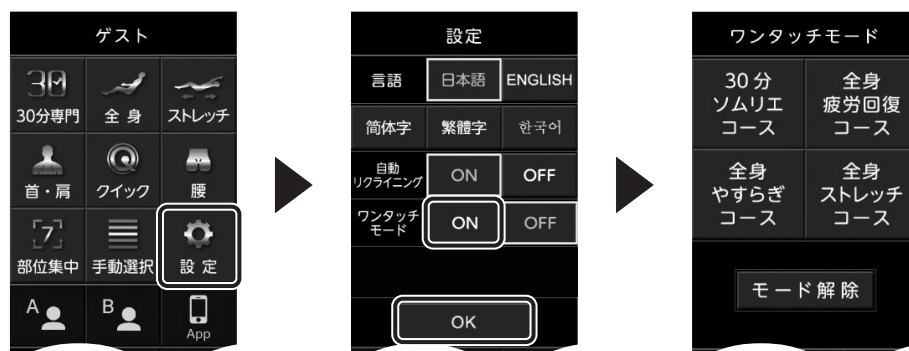 ゲスト
30
30分専門
全身
ストレッチ
首・肩
クイック
腰
7
部位集中
手動選択
設定
A
B
App
設定
言語
日本語
ENGLISH
简体字
繁體字
한국어
自動
リクライニング
ON
OFF
ワンタッチ
モード
ON
OFF
OK
ワンタッチモード
30分
ソムリエ
コース
全身
疲労回復
コース
全身
やすらぎ
コース
全身
ストレッチ
コース
モード解除